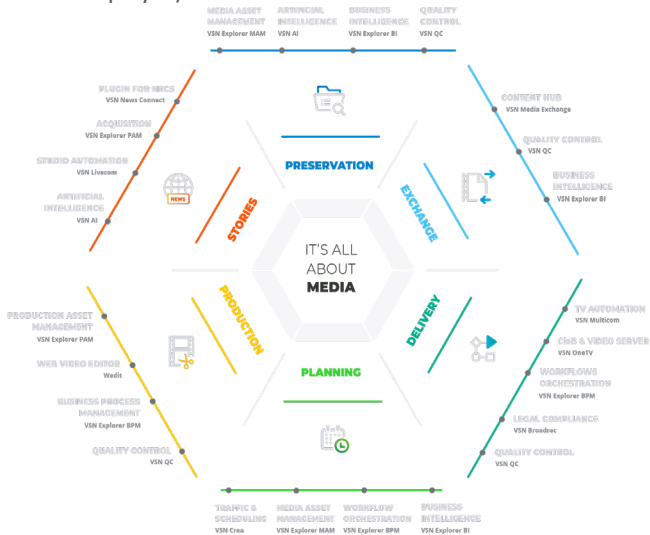 MEDIA ASSET
MANAGEMENT
VSN Explorer MAM
ARTIFICIAL
INTELLIGENCE
VSN AI
BUSINESS
INTELLIGENCE
VSN Explorer BI
QUALITY
CONTROL
VSN QC
PLUGIN FOR NRCS
VSN News Connect
ACQUISITION
VSN Explorer PAM
STUDIO AUTOMATION
VSN Livecom
ARTIFICIAL
INTELLIGENCE
VSN AI
CONTENT HUB
VSN Media Exchange
QUALITY CONTROL
VSN QC
BUSINESS
INTELLIGENCE
VSN Explorer BI
PRESERVATION
STORIES
NEWS
EXCHANGE
IT'S ALL
ABOUT
MEDIA
PRODUCTION
DELIVERY
PLANNING
PRODUCTION ASSET
MANAGEMENT
VSN Explorer PAM
WEB VIDEO EDITOR
Wedit
BUSINESS PROCESS
MANAGEMENT
VSN Explorer BPM
QUALITY CONTROL
VSN QC
TV AUTOMATION
VSN Multicom
CiaB & VIDEO SERVER
VSN OneTV
WORKFLOWS
ORCHESTRATION
VSN Explorer BPM
LEGAL COMPLIANCE
VSN Broadrec
QUALITY CONTROL
VSN QC
TRAFFIC &
SCHEDULING
VSN Crea
MEDIA ASSET
MANAGEMENT
VSN Explorer MAM
WORKFLOW
ORCHESTRATION
VSN Explorer BPM
BUSINESS
INTELLIGENCE
VSN Explorer BI